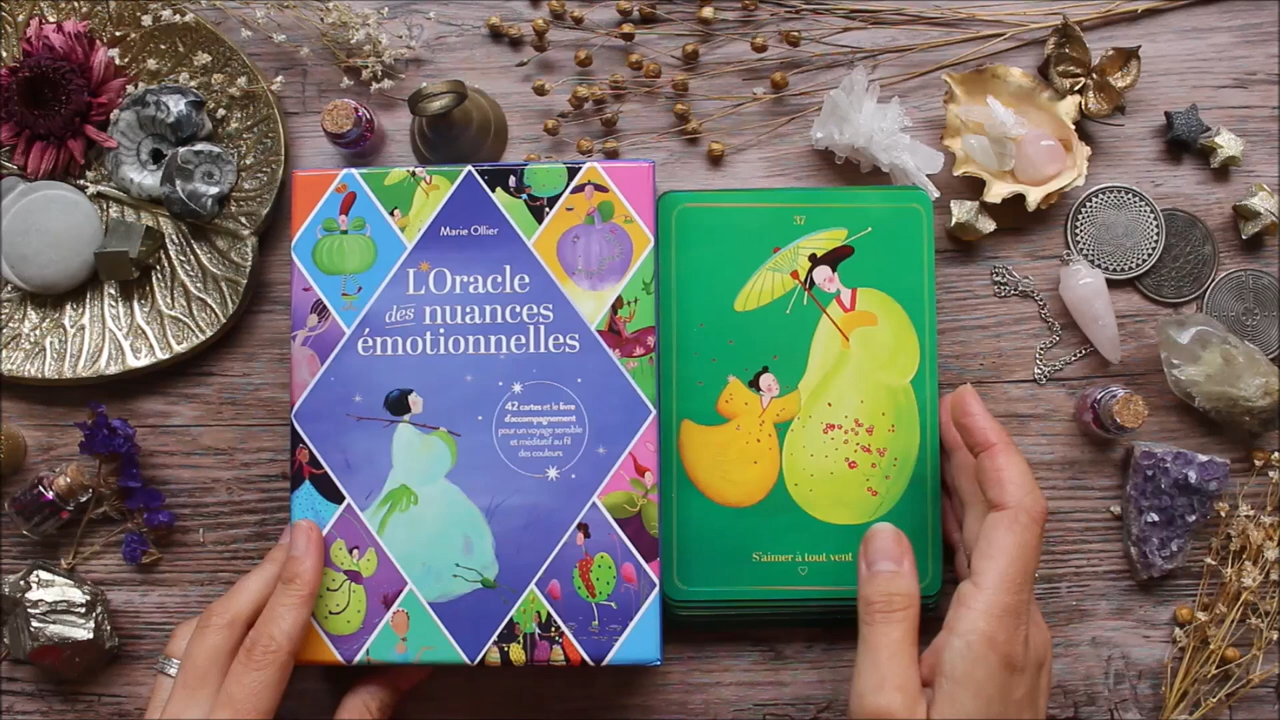 Marie Ollier
L'Oracle
des nuances
émotionnelles
42 cartes et le livre
d'accompagnement
pour un voyage sensible
et méditatif au fil
des couleurs
37
S'aimer à tout vent